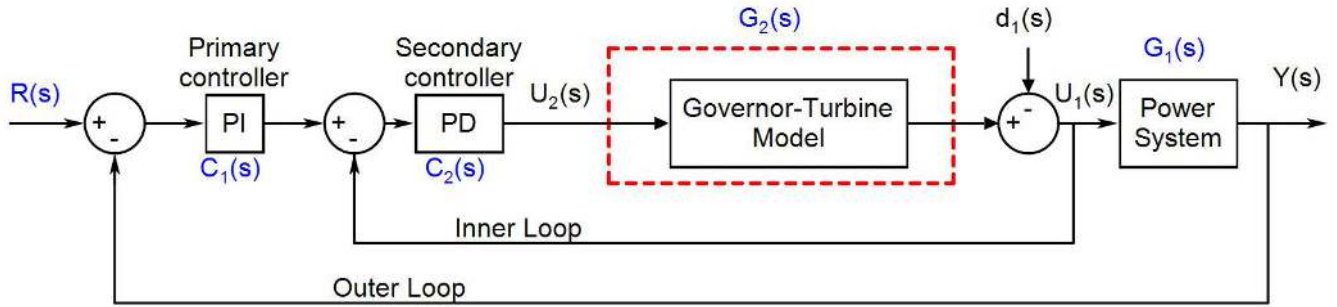 G₂(s)
d₁(s)
Primary
controller
Secondary
controller
G₁(s)
R(s)
U₂(s)
U₁(s)
Y(s)
+
-
PI
+
-
PD
Governor-Turbine
Model
+
-
Power
System
C₁(s)
C₂(s)
Inner Loop
Outer Loop